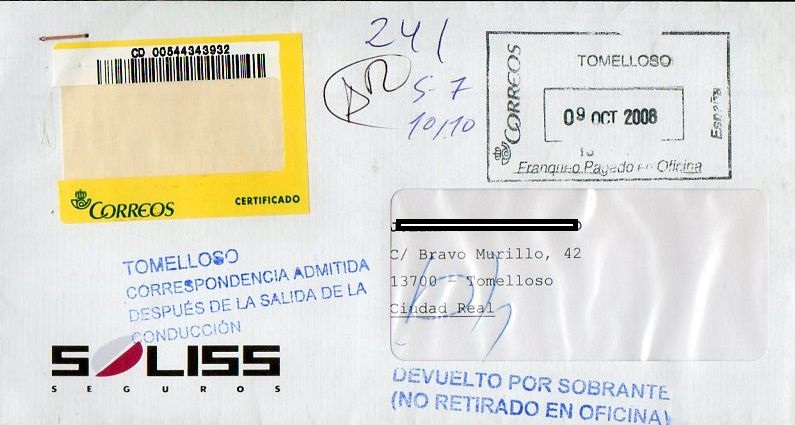 CD 00544343932
CORREOS
CERTIFICADO
241
AR
S-7
10/10
CORREOS
TOMELLOSO
España
09 OCT 2008
Franqueo Pagado en Oficina
C/ Bravo Murillo, 42
13700 - Tomelloso
Ciudad Real
TOMELLOSO
CORRESPONDENCIA ADMITIDA
DESPUÉS DE LA SALIDA DE LA
CONDUCCIÓN
SOLISS
SEGUROS
DEVUELTO POR SOBRANTE
(NO RETIRADO EN OFICINA)